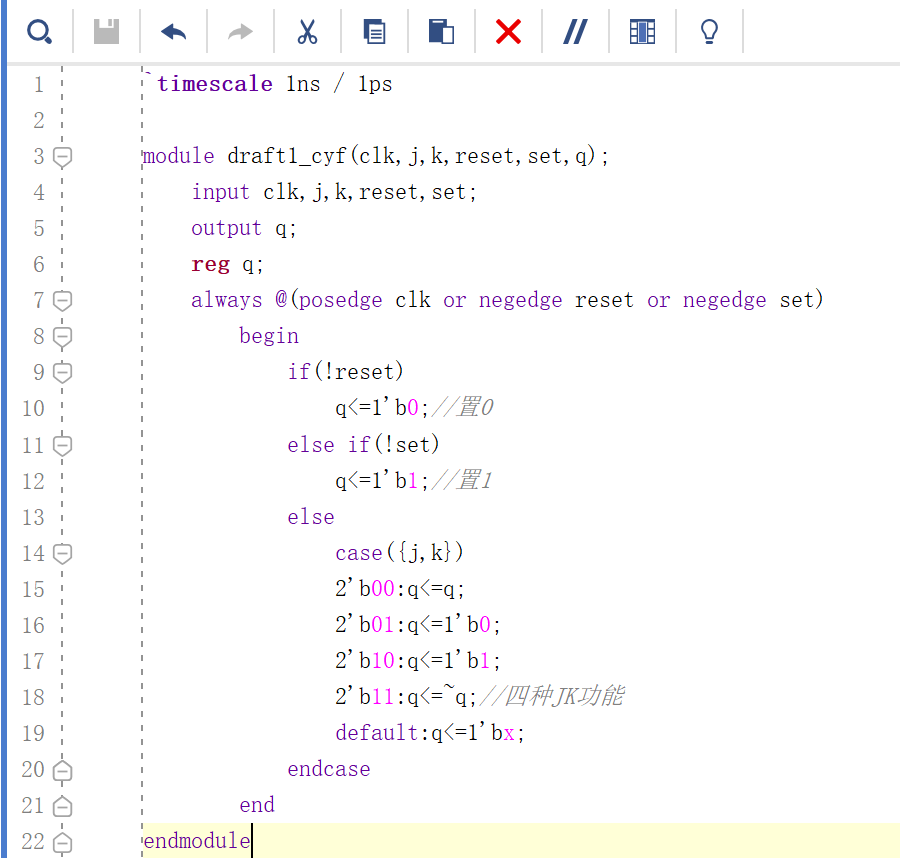 1 `timescale 1ns / 1ps
2
3 module draft1_cyf(clk,j,k,reset,set,q);
4 input clk,j,k,reset,set;
5 output q;
6 reg q;
7 always @(posedge clk or negedge reset or negedge set)
8 begin
9 if(!reset)
10 q<=1'b0;//置0
11 else if(!set)
12 q<=1'b1;//置1
13 else
14 case({j,k})
15 2'b00:q<=q;
16 2'b01:q<=1'b0;
17 2'b10:q<=1'b1;
18 2'b11:q<=~q;//四种JK功能
19 default:q<=1'bx;
20 endcase
21 end
22 endmodule